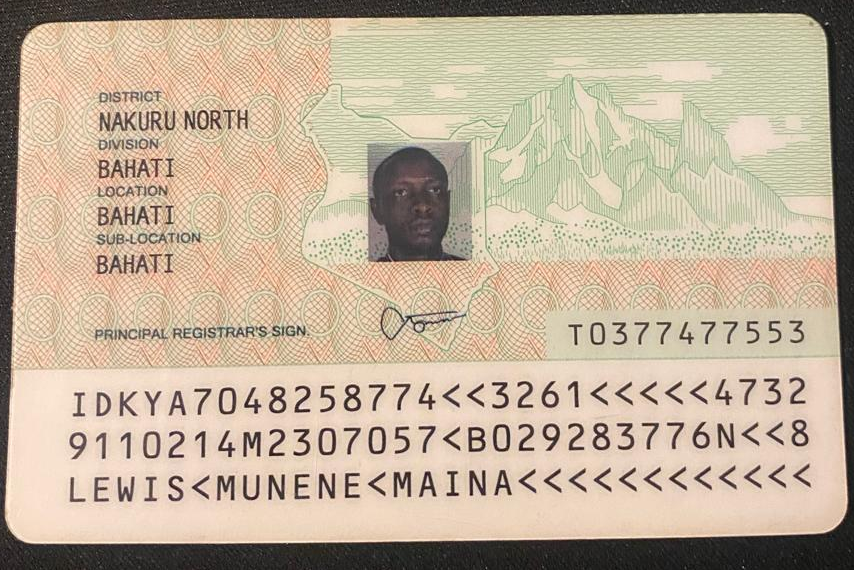 DISTRICT
NAKURU NORTH
DIVISION
BAHATI
LOCATION
BAHATI
SUB-LOCATION
BAHATI
PRINCIPAL REGISTRAR'S SIGN.
T0377477553
IDKYA7048258774<<3261<<<<<4732
9110214M2307057<B029283776N<<8
LEWIS<MUNENE<MAINA<<<<<<<<<<<<